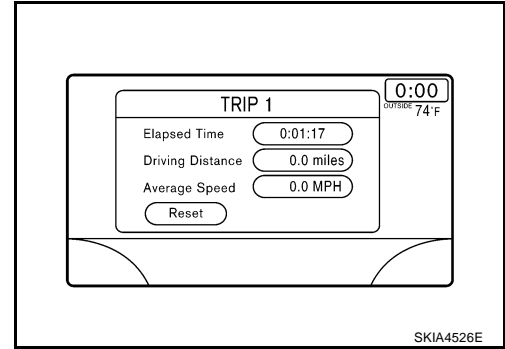 TRIP 1
0:00
OUTSIDE 74°F
Elapsed Time 0:01:17
Driving Distance 0.0 miles
Average Speed 0.0 MPH
Reset
SKIA4526E